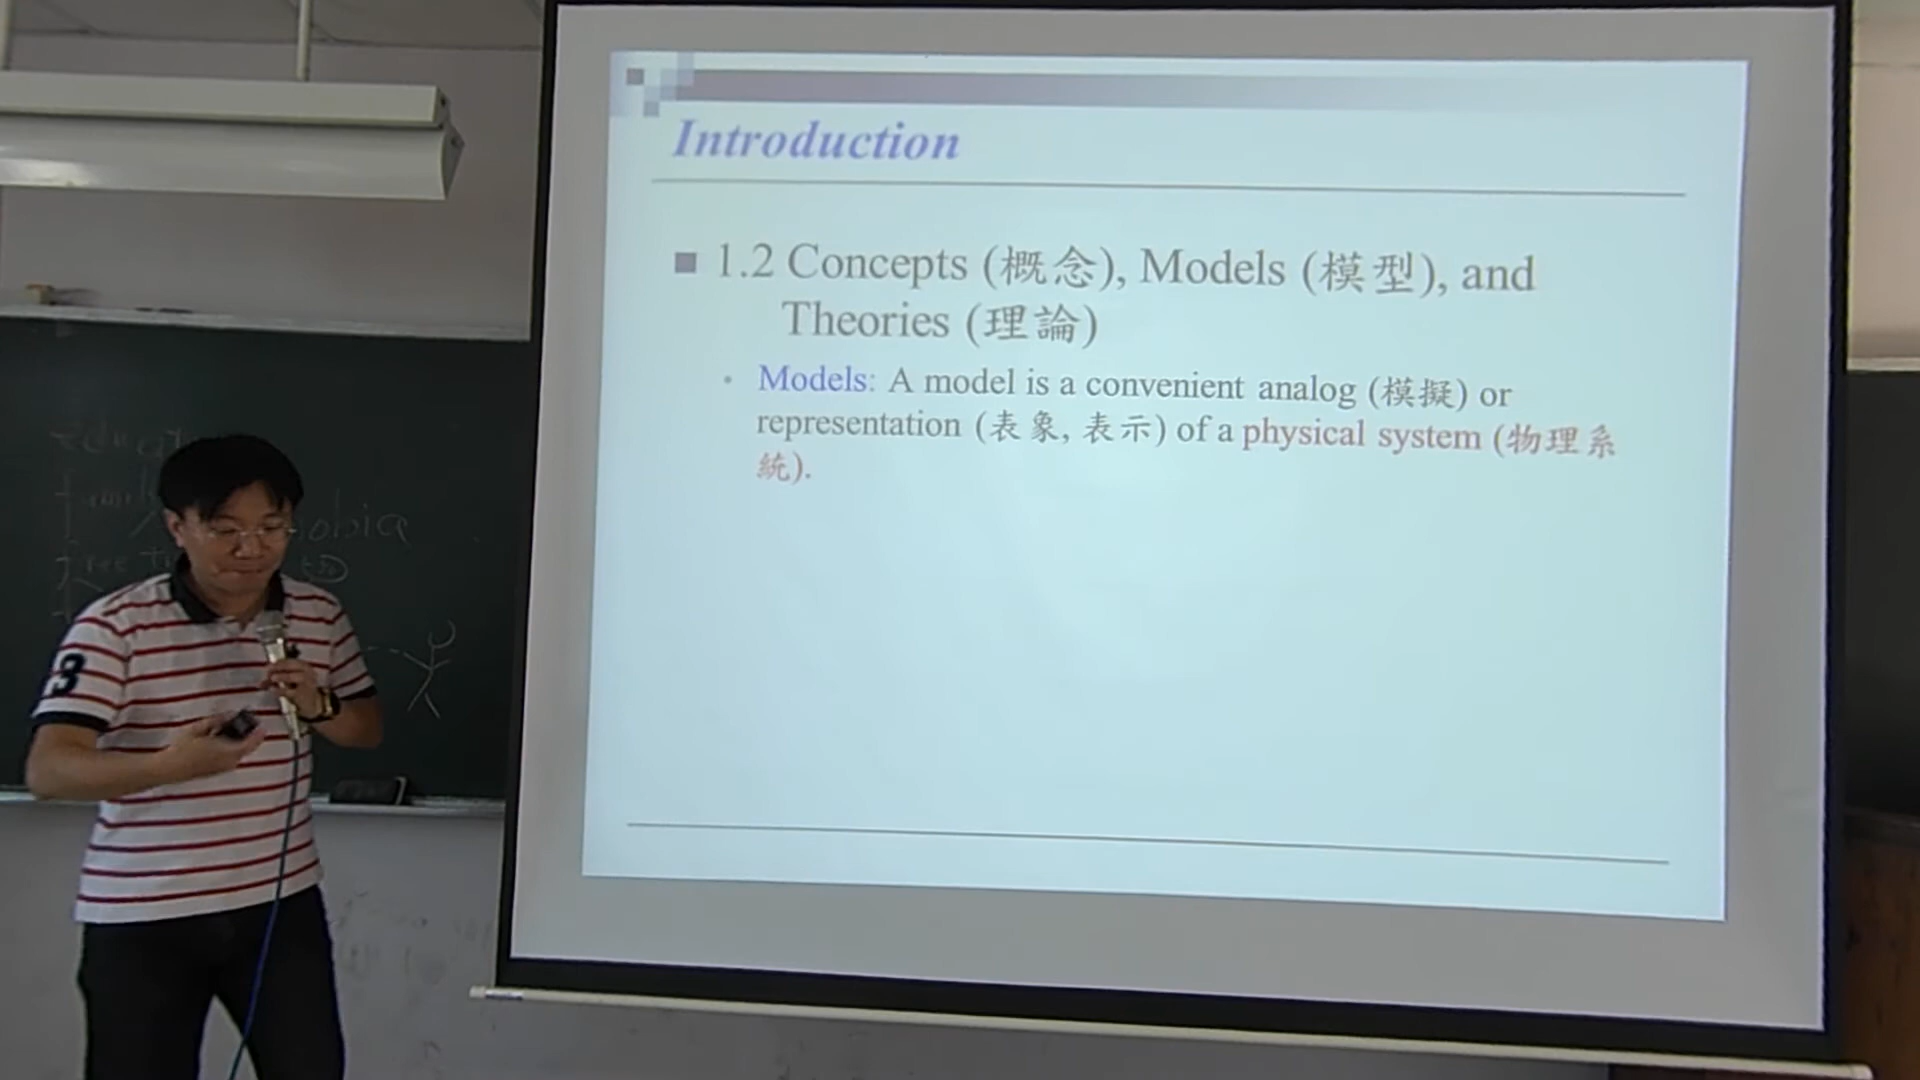 Introduction
1.2 Concepts (概念), Models (模型), and
Theories (理論)
Models: A model is a convenient analog (模擬) or
representation (表象, 表示) of a physical system (物理系
統).
3